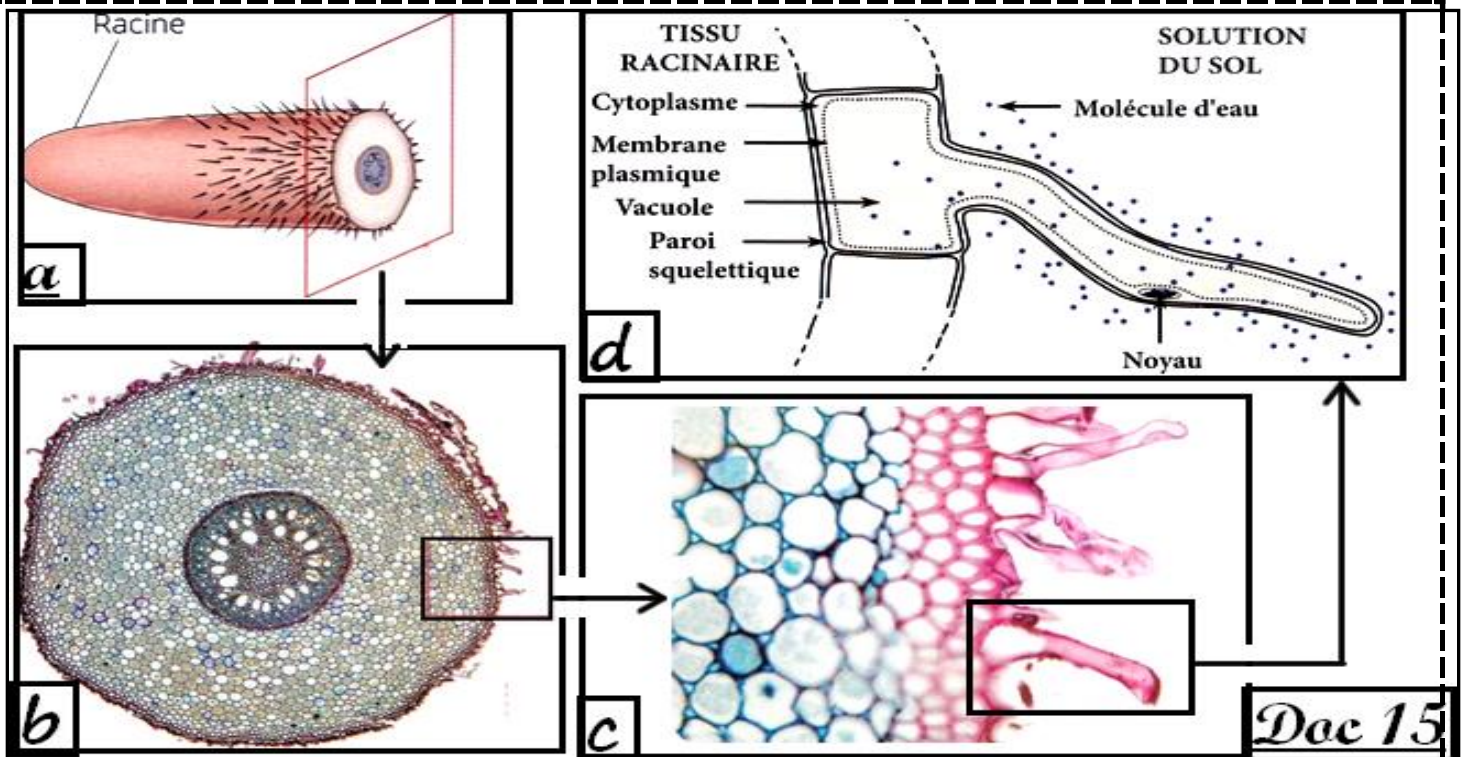 Racine
a
TISSU
RACINAIRE
SOLUTION
DU SOL
Cytoplasme
Molécule d'eau
Membrane
plasmique
Vacuole
Paroi
squelettique
Noyau
d
b
c
Doc 15